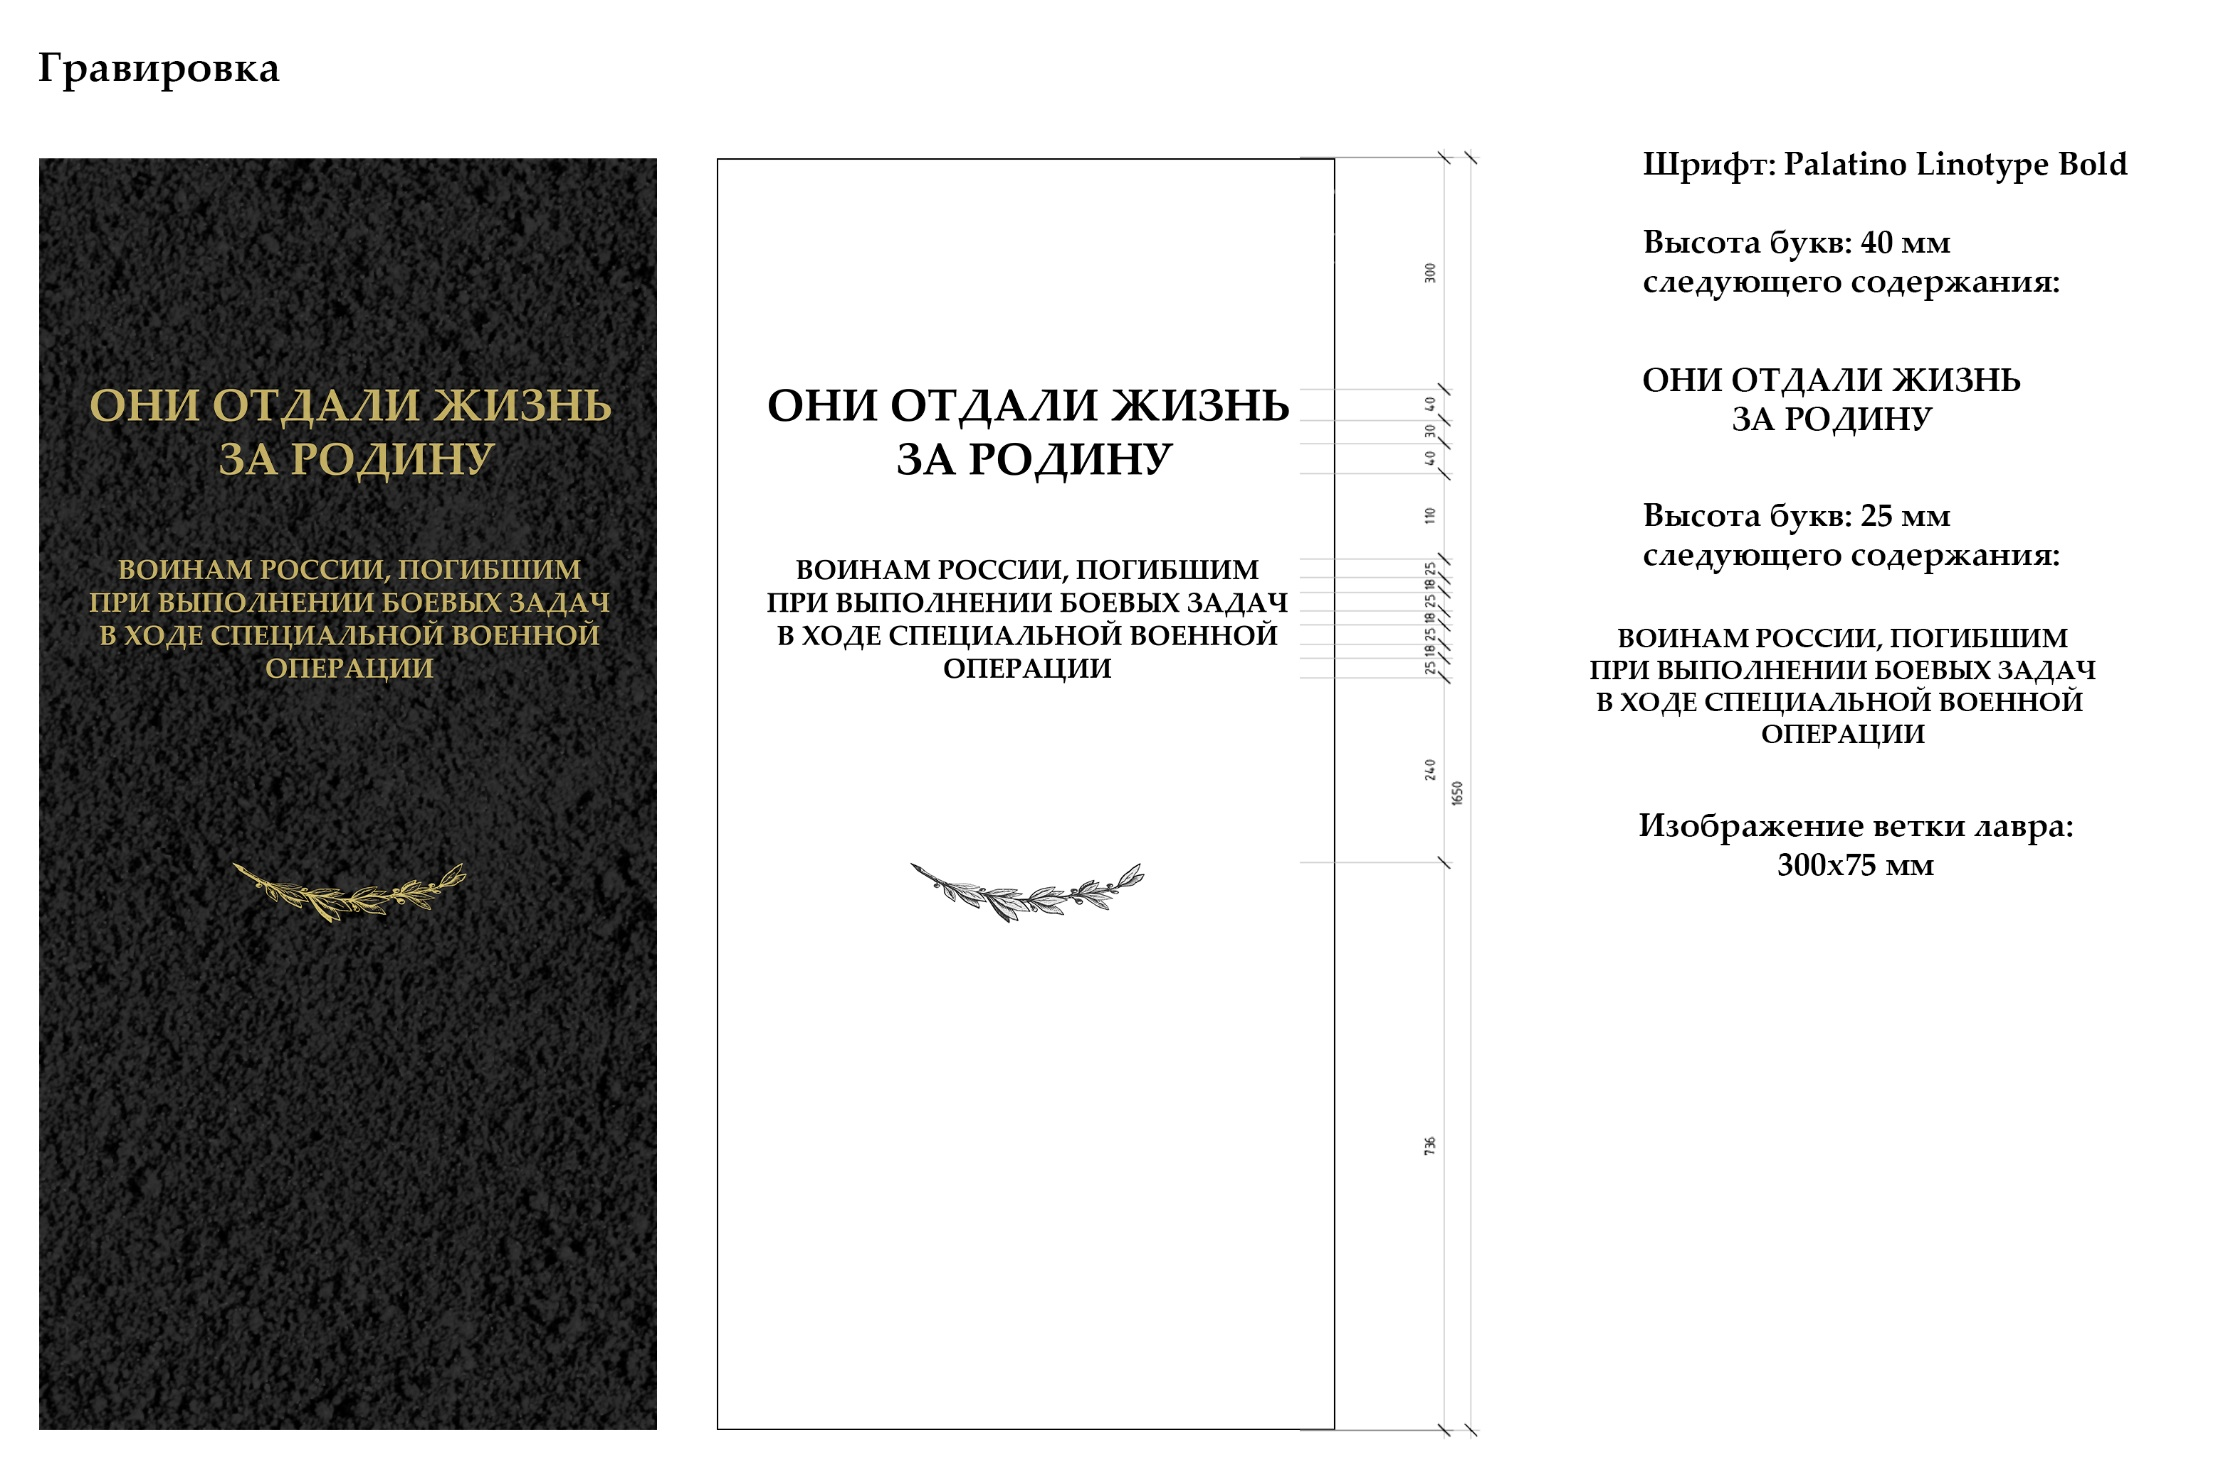 Гравировка
ОНИ ОТДАЛИ ЖИЗНЬ
ЗА РОДИНУ
ВОИНАМ РОССИИ, ПОГИБШИМ
ПРИ ВЫПОЛНЕНИИ БОЕВЫХ ЗАДАЧ
В ХОДЕ СПЕЦИАЛЬНОЙ ВОЕННОЙ
ОПЕРАЦИИ
ОНИ ОТДАЛИ ЖИЗНЬ
ЗА РОДИНУ
ВОИНАМ РОССИИ, ПОГИБШИМ
ПРИ ВЫПОЛНЕНИИ БОЕВЫХ ЗАДАЧ
В ХОДЕ СПЕЦИАЛЬНОЙ ВОЕННОЙ
ОПЕРАЦИИ
300
40
30
40
110
25
18
25
18
25
18
25
240
736
1650
Шрифт: Palatino Linotype Bold
Высота букв: 40 мм
следующего содержания:
ОНИ ОТДАЛИ ЖИЗНЬ
ЗА РОДИНУ
Высота букв: 25 мм
следующего содержания:
ВОИНАМ РОССИИ, ПОГИБШИМ
ПРИ ВЫПОЛНЕНИИ БОЕВЫХ ЗАДАЧ
В ХОДЕ СПЕЦИАЛЬНОЙ ВОЕННОЙ
ОПЕРАЦИИ
Изображение ветки лавра:
300х75 мм